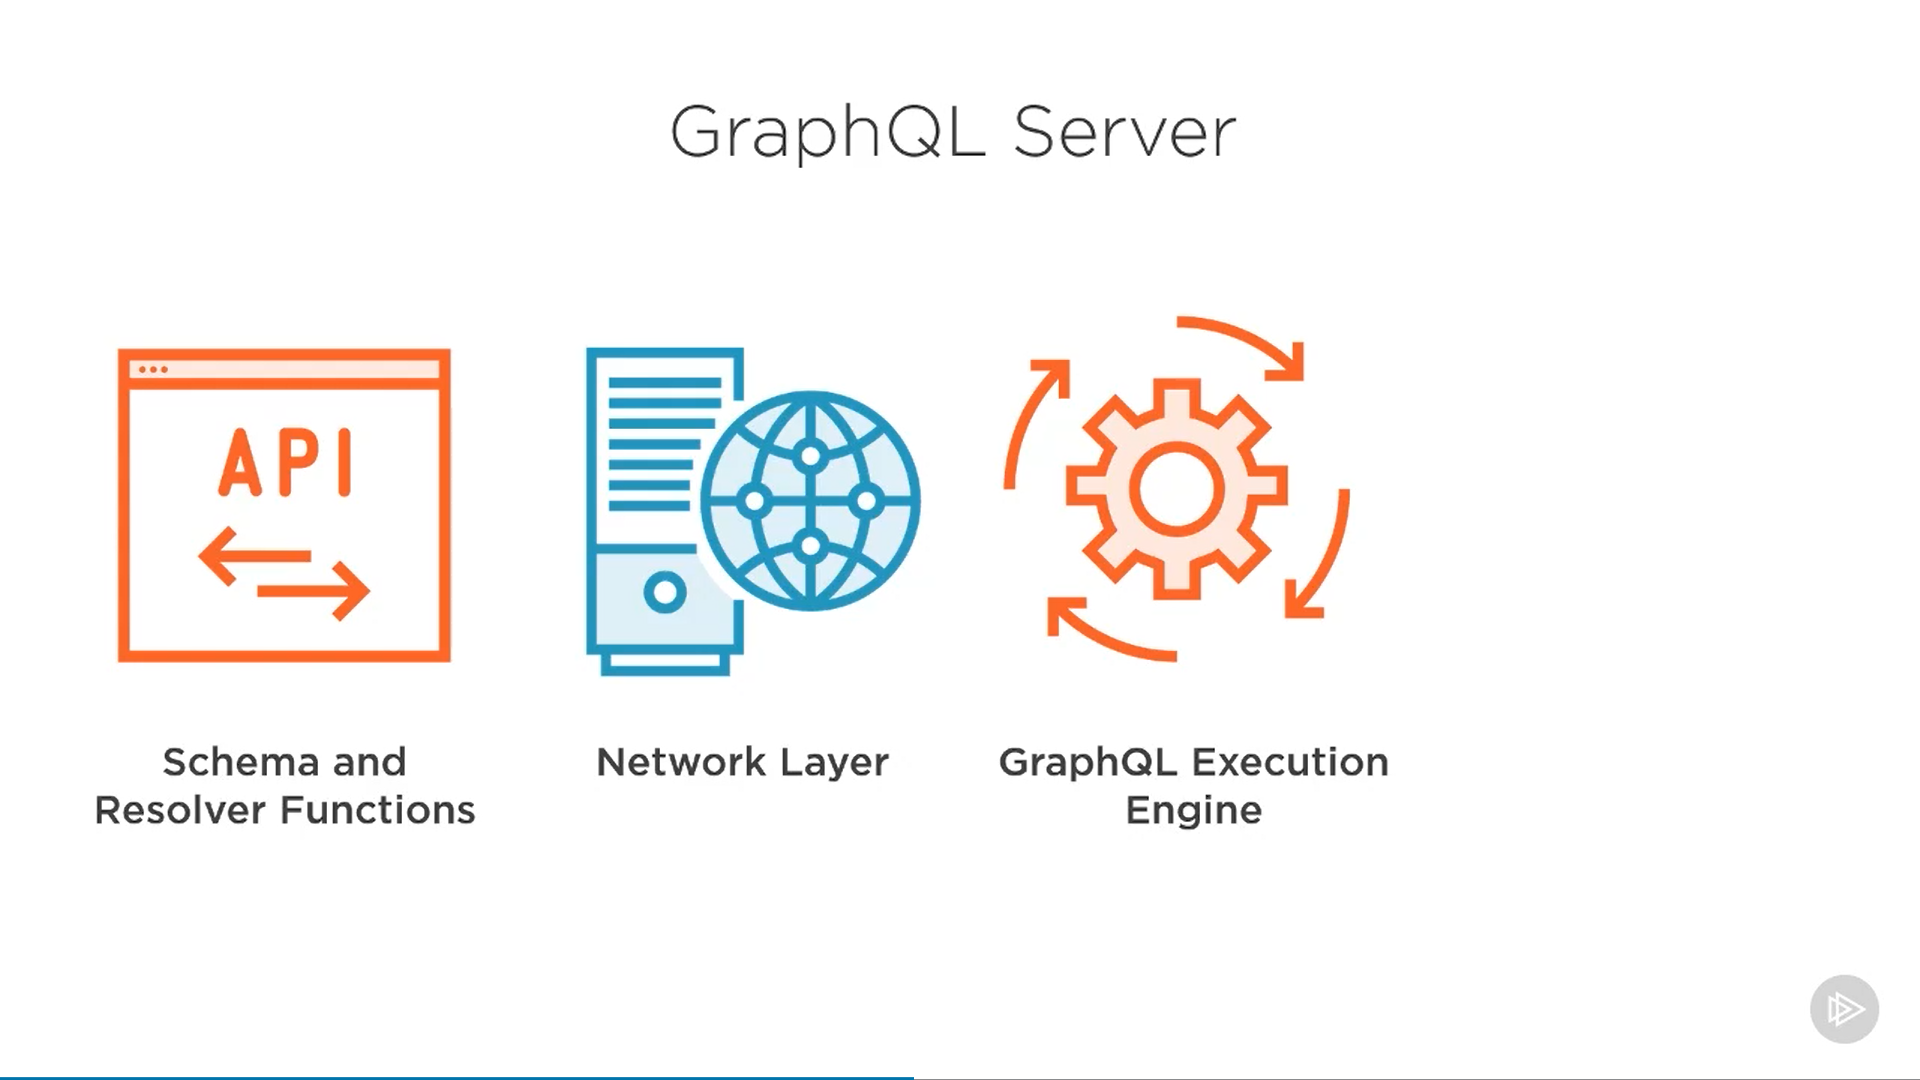 GraphQL Server
API
Schema and
Resolver Functions
Network Layer
GraphQL Execution
Engine